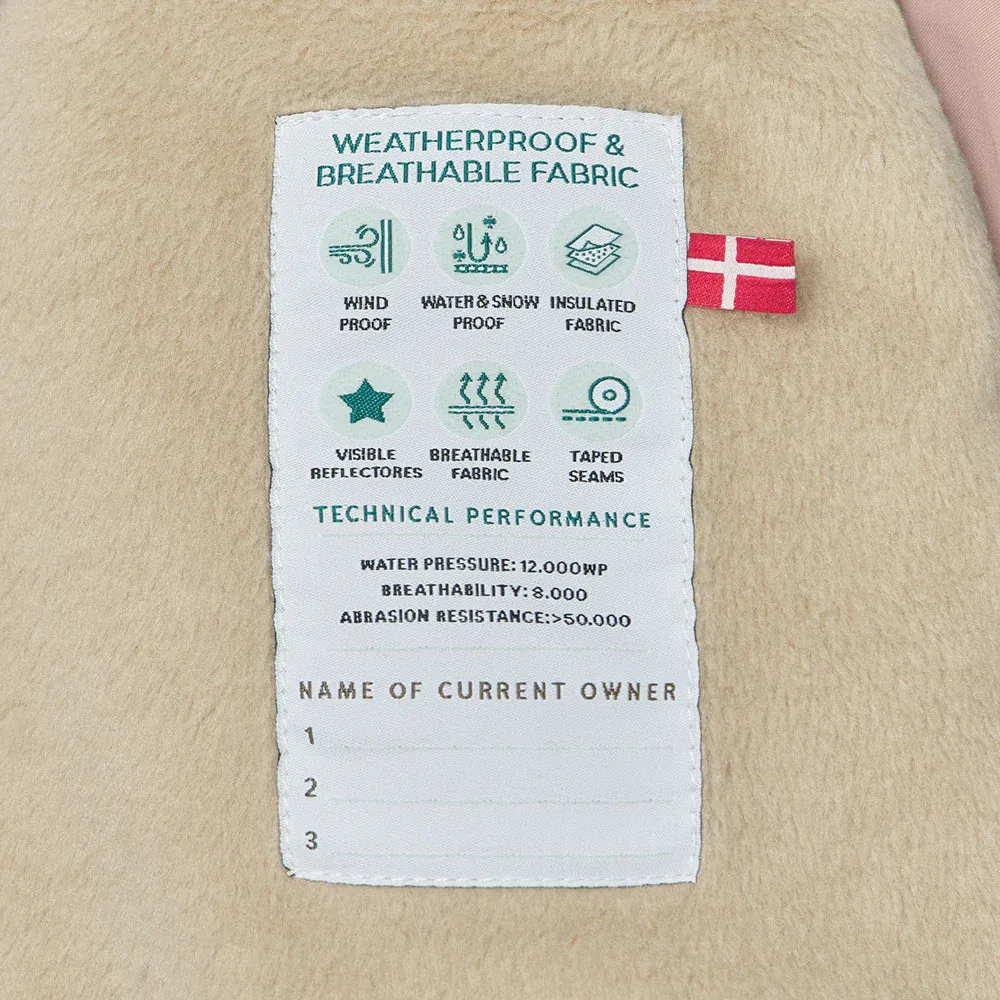 WEATHERPROOF &
BREATHABLE FABRIC
WIND
PROOF
WATER & SNOW
PROOF
INSULATED
FABRIC
VISIBLE
REFLECTORES
BREATHABLE
FABRIC
TAPED
SEAMS
TECHNICAL PERFORMANCE
WATER PRESSURE: 12.000WP
BREATHABILITY: 8.000
ABRASION RESISTANCE:>50.000
NAME OF CURRENT OWNER
1
2
3